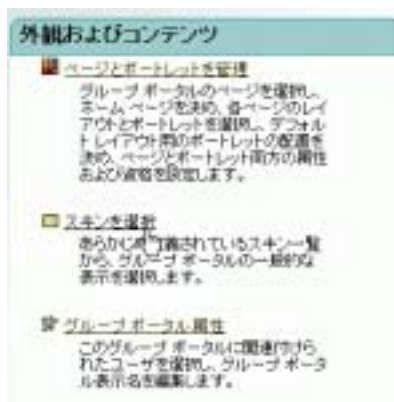 外観およびコンテンツ
ページとポートレットを管理
グループ ポータルのページを選択し、
ホーム ページを決め、各ページのレイ
アウトとポートレットを選択し、デフォル
ト レイアウト用のポートレットの配置を
決め、ページとポートレット両方の属性
および資格を設定します。
スキンを選択
あらかじめ定義されているスキン一覧
から、グループ ポータルの一般的な
表示を選択します。
グループ ポータル属性
このグループ ポータルに関連付けら
れたユーザを選択し、グループ ポータ
ル表示名を編集します。